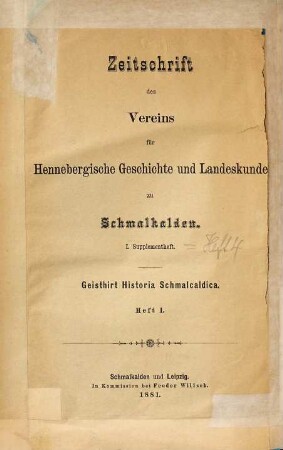 Zeitschrift
des
Vereins
für
Hennebergische Geschichte und Landeskunde
zu
Schmalkalden.
I. Supplementheft.
Geisthirt Historia Schmalcaldica.
Heft I.
Schmalkalden und Leipzig.
In Kommission bei Feodor Wilisch.
1881.